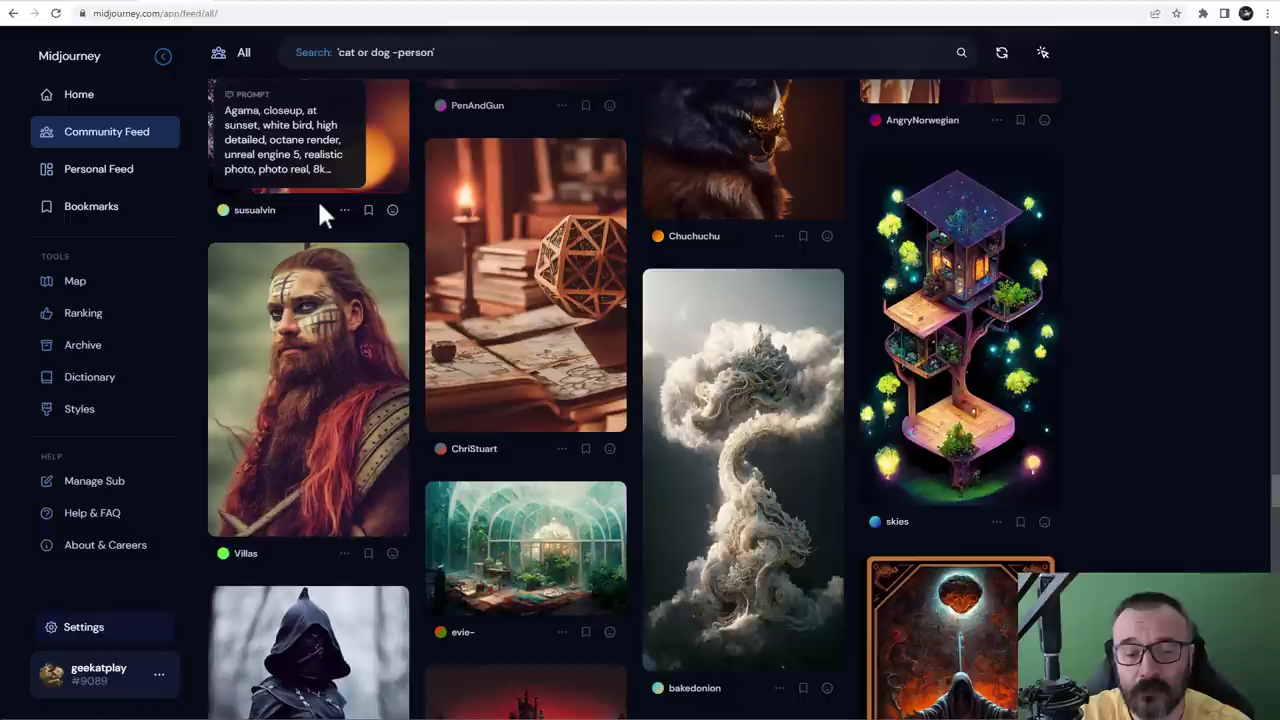 midjourney.com/app/feed/all/
Midjourney
All
Search: 'cat or dog -person'
Home
Community Feed
Personal Feed
Bookmarks
TOOLS
Map
Ranking
Archive
Dictionary
Styles
HELP
Manage Sub
Help & FAQ
About & Careers
Settings
geekatplay
#9089
PROMPT
Agama, closeup, at
sunset, white bird, high
detailed, octane render,
unreal engine 5, realistic
photo, photo real, 8k...
susualvin
Villas
PenAndGun
ChriStuart
evie-
Chuchuchu
bakedonion
AngryNorwegian
skies